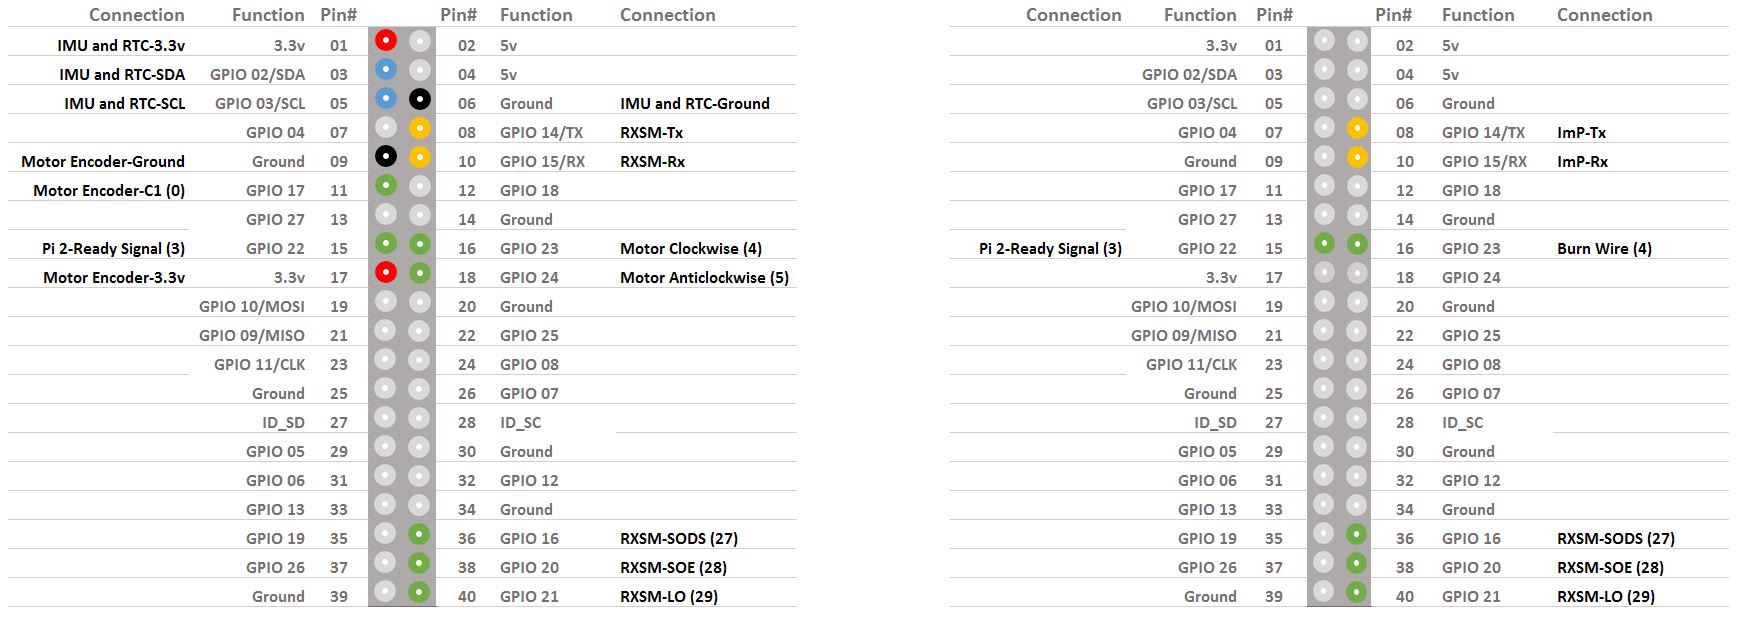 Connection Function Pin# Pin# Function Connection
IMU and RTC-3.3v 3.3v 01 02 5v
IMU and RTC-SDA GPIO 02/SDA 03 04 5v
IMU and RTC-SCL GPIO 03/SCL 05 06 Ground IMU and RTC-Ground
GPIO 04 07 08 GPIO 14/TX RXSM-Tx
Motor Encoder-Ground Ground 09 10 GPIO 15/RX RXSM-Rx
Motor Encoder-C1 (0) GPIO 17 11 12 GPIO 18
GPIO 27 13 14 Ground
Pi 2-Ready Signal (3) GPIO 22 15 16 GPIO 23 Motor Clockwise (4)
Motor Encoder-3.3v 3.3v 17 18 GPIO 24 Motor Anticlockwise (5)
GPIO 10/MOSI 19 20 Ground
GPIO 09/MISO 21 22 GPIO 25
GPIO 11/CLK 23 24 GPIO 08
Ground 25 26 GPIO 07
ID_SD 27 28 ID_SC
GPIO 05 29 30 Ground
GPIO 06 31 32 GPIO 12
GPIO 13 33 34 Ground
GPIO 19 35 36 GPIO 16 RXSM-SODS (27)
GPIO 26 37 38 GPIO 20 RXSM-SOE (28)
Ground 39 40 GPIO 21 RXSM-LO (29)
Connection Function Pin# Pin# Function Connection
3.3v 01 02 5v
GPIO 02/SDA 03 04 5v
GPIO 03/SCL 05 06 Ground
GPIO 04 07 08 GPIO 14/TX ImP-Tx
Ground 09 10 GPIO 15/RX ImP-Rx
GPIO 17 11 12 GPIO 18
GPIO 27 13 14 Ground
Pi 2-Ready Signal (3) GPIO 22 15 16 GPIO 23 Burn Wire (4)
3.3v 17 18 GPIO 24
GPIO 10/MOSI 19 20 Ground
GPIO 09/MISO 21 22 GPIO 25
GPIO 11/CLK 23 24 GPIO 08
Ground 25 26 GPIO 07
ID_SD 27 28 ID_SC
GPIO 05 29 30 Ground
GPIO 06 31 32 GPIO 12
GPIO 13 33 34 Ground
GPIO 19 35 36 GPIO 16 RXSM-SODS (27)
GPIO 26 37 38 GPIO 20 RXSM-SOE (28)
Ground 39 40 GPIO 21 RXSM-LO (29)